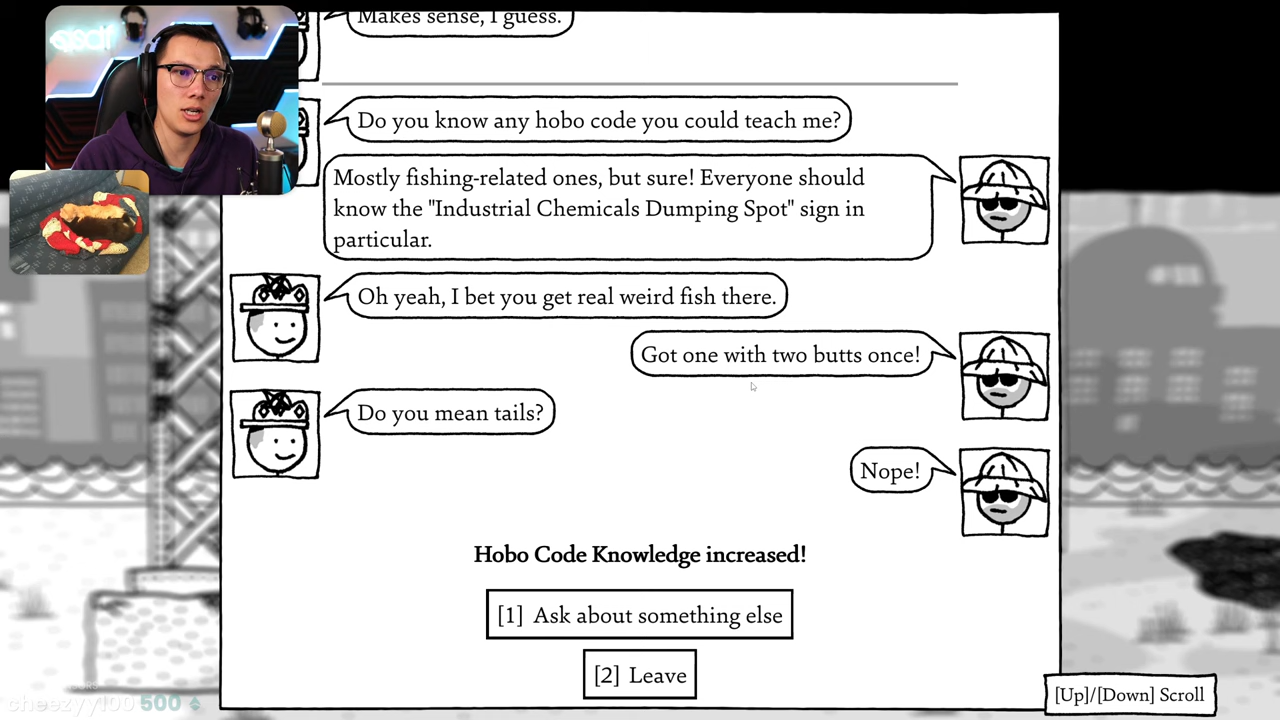 Makes sense, I guess.
Do you know any hobo code you could teach me?
Mostly fishing-related ones, but sure! Everyone should
know the "Industrial Chemicals Dumping Spot" sign in
particular.
Oh yeah, I bet you get real weird fish there.
Got one with two butts once!
Do you mean tails?
Nope!
Hobo Code Knowledge increased!
[1] Ask about something else
[2] Leave
[Up]/[Down] Scroll
cheezyy100 500